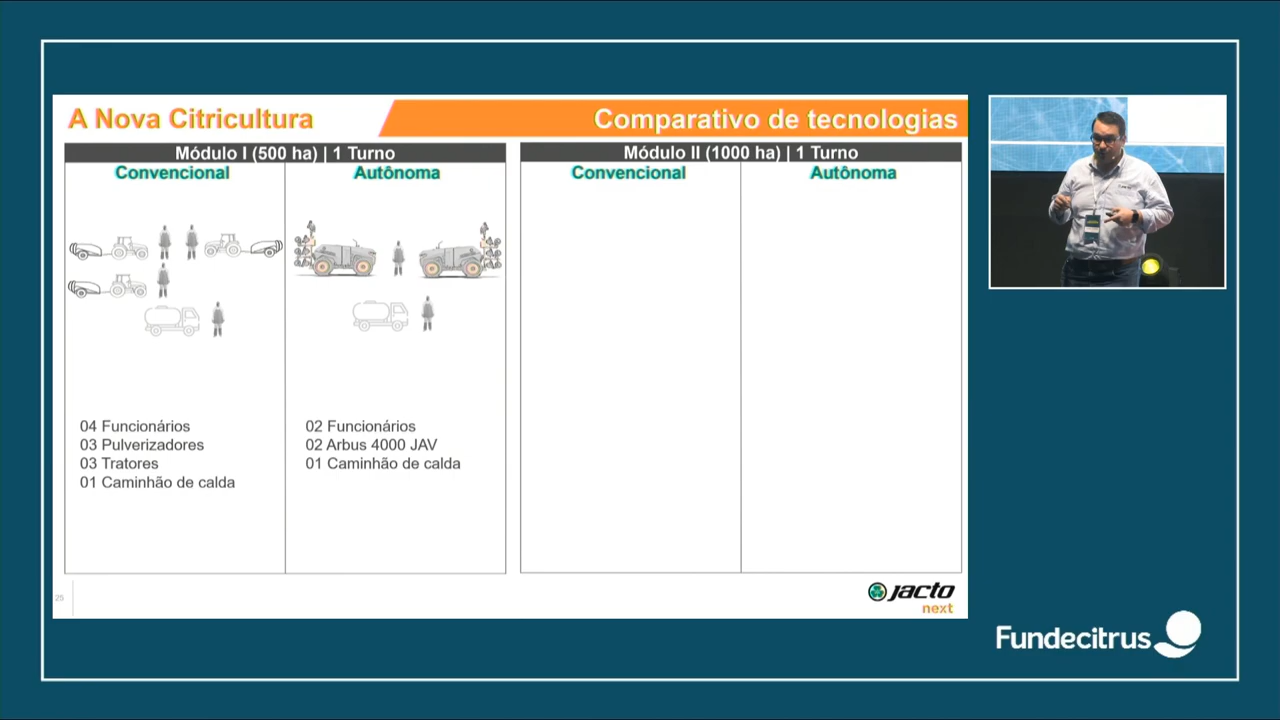 A Nova Citricultura
Comparativo de tecnologias
Módulo I (500 ha) | 1 Turno
Convencional
Autônoma
04 Funcionários
03 Pulverizadores
03 Tratores
01 Caminhão de calda
02 Funcionários
02 Arbus 4000 JAV
01 Caminhão de calda
Módulo II (1000 ha) | 1 Turno
Convencional
Autônoma
25
jacto
next
Fundecitrus